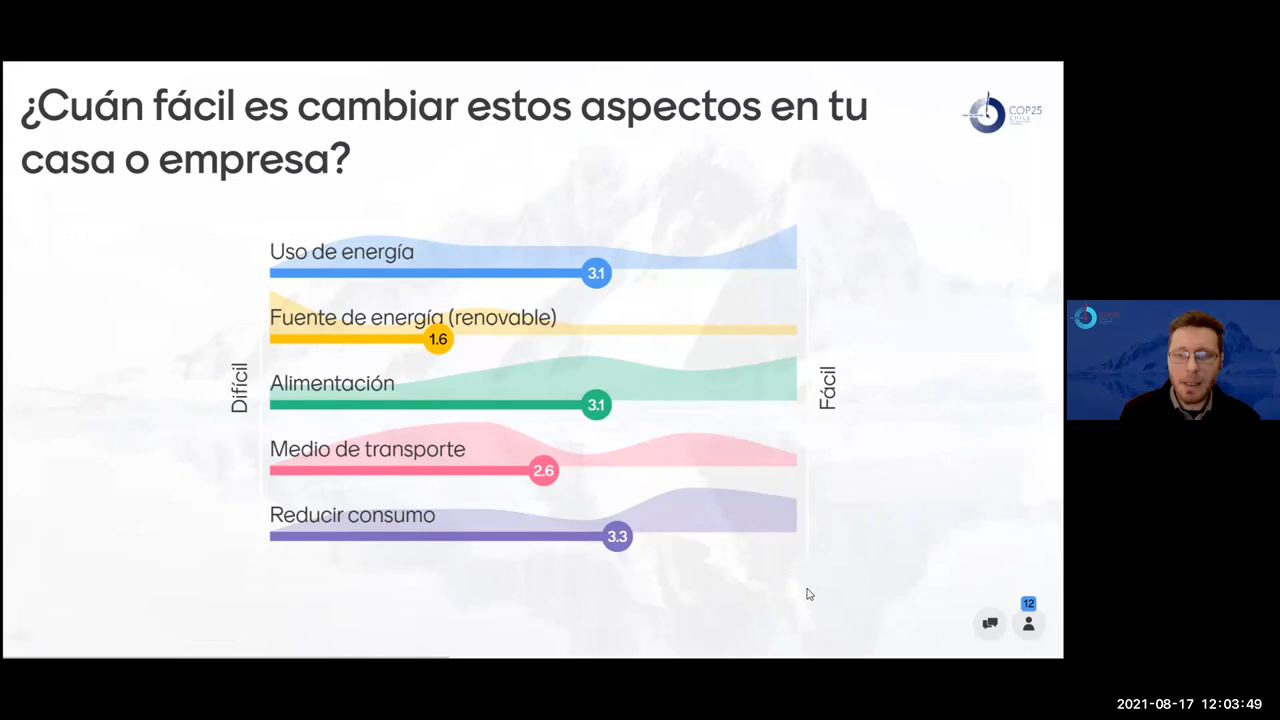 ¿Cuán fácil es cambiar estos aspectos en tu
casa o empresa?
COP25
CHILE
Uso de energía
3.1
Fuente de energía (renovable)
1.6
Alimentación
3.1
Difícil
Fácil
Medio de transporte
2.6
Reducir consumo
3.3
12
2021-08-17 12:03:49